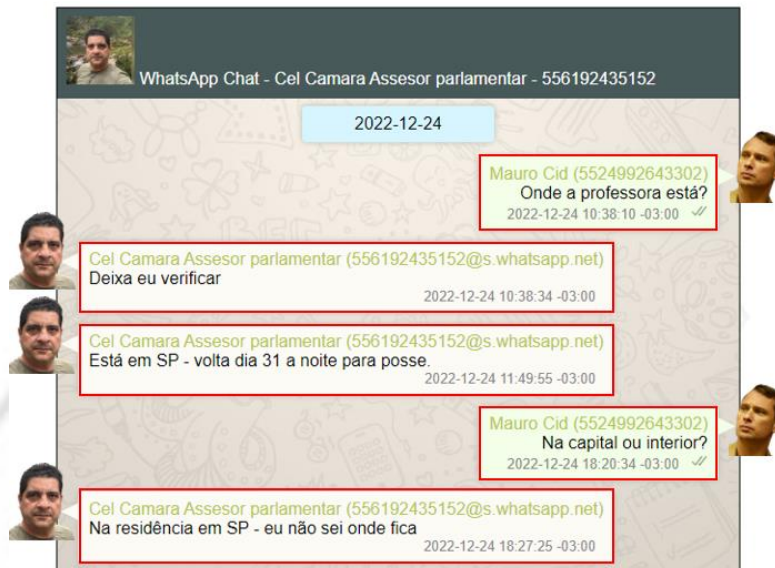 WhatsApp Chat - Cel Camara Assesor parlamentar - 556192435152
2022-12-24
Mauro Cid (5524992643302)
Onde a professora está?
2022-12-24 10:38:10 -03:00
Cel Camara Assesor parlamentar (556192435152@s.whatsapp.net)
Deixa eu verificar
2022-12-24 10:38:34 -03:00
Cel Camara Assesor parlamentar (556192435152@s.whatsapp.net)
Está em SP - volta dia 31 a noite para posse.
2022-12-24 11:49:55 -03:00
Mauro Cid (5524992643302)
Na capital ou interior?
2022-12-24 18:20:34 -03:00
Cel Camara Assesor parlamentar (556192435152@s.whatsapp.net)
Na residência em SP - eu não sei onde fica
2022-12-24 18:27:25 -03:00